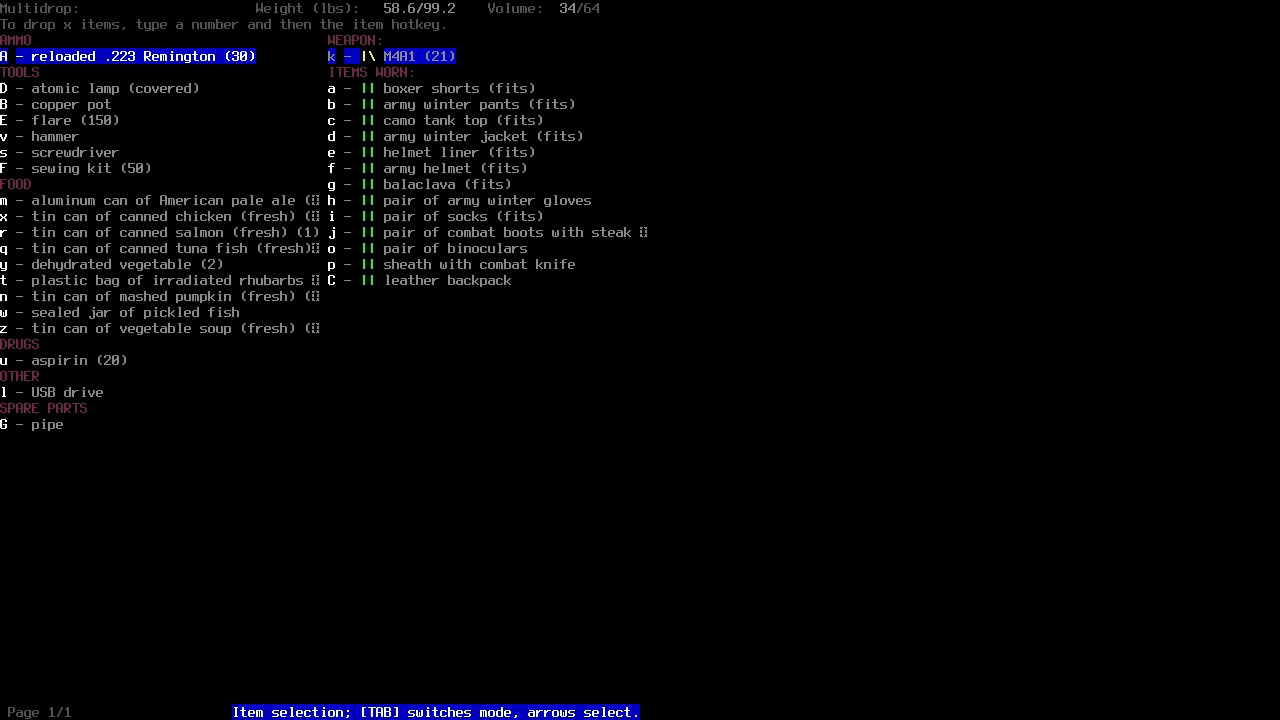 Multidrop: Weight (lbs): 58.6/99.2 Volume: 34/64
To drop x items, type a number and then the item hotkey.
AMMO WEAPON:
A - reloaded .223 Remington (30) k - |\ M4A1 (21)
TOOLS ITEMS WORN:
D - atomic lamp (covered) a - || boxer shorts (fits)
B - copper pot b - || army winter pants (fits)
E - flare (150) c - || camo tank top (fits)
v - hammer d - || army winter jacket (fits)
s - screwdriver e - || helmet liner (fits)
F - sewing kit (50) f - || army helmet (fits)
FOOD g - || balaclava (fits)
m - aluminum can of American pale ale ( h - || pair of army winter gloves
x - tin can of canned chicken (fresh) ( i - || pair of socks (fits)
r - tin can of canned salmon (fresh) (1) j - || pair of combat boots with steak
q - tin can of canned tuna fish (fresh) o - || pair of binoculars
y - dehydrated vegetable (2) p - || sheath with combat knife
t - plastic bag of irradiated rhubarbs C - || leather backpack
n - tin can of mashed pumpkin (fresh) (
w - sealed jar of pickled fish
z - tin can of vegetable soup (fresh) (
DRUGS
u - aspirin (20)
OTHER
l - USB drive
SPARE PARTS
G - pipe
Page 1/1 Item selection; [TAB] switches mode, arrows select.